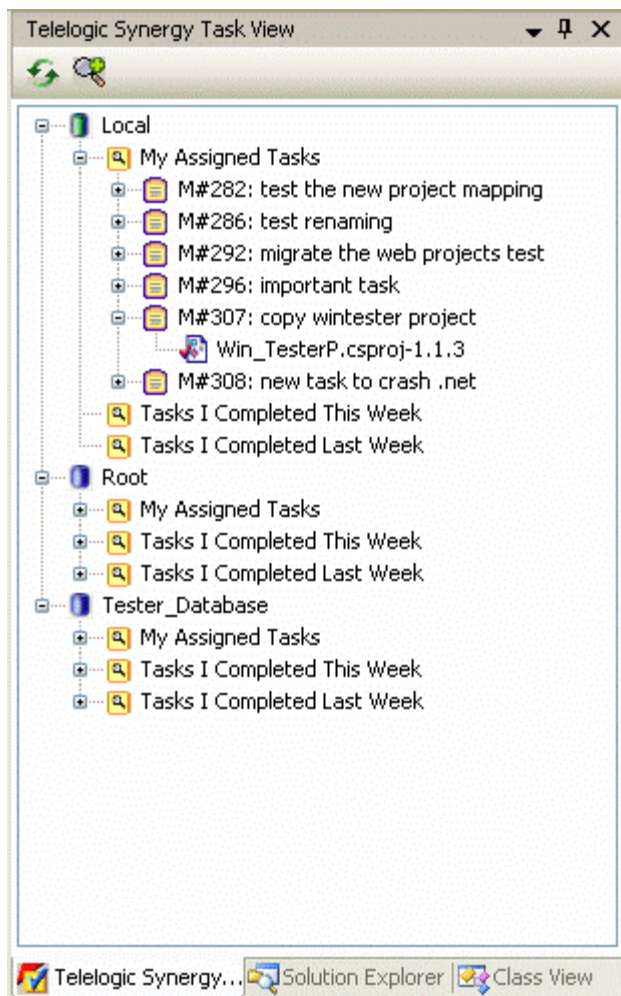 Telelogic Synergy Task View
Local
My Assigned Tasks
M#282: test the new project mapping
M#286: test renaming
M#292: migrate the web projects test
M#296: important task
M#307: copy wintester project
Win_TesterP.csproj-1.1.3
M#308: new task to crash .net
Tasks I Completed This Week
Tasks I Completed Last Week
Root
My Assigned Tasks
Tasks I Completed This Week
Tasks I Completed Last Week
Tester_Database
My Assigned Tasks
Tasks I Completed This Week
Tasks I Completed Last Week
Telelogic Synergy... Solution Explorer Class View